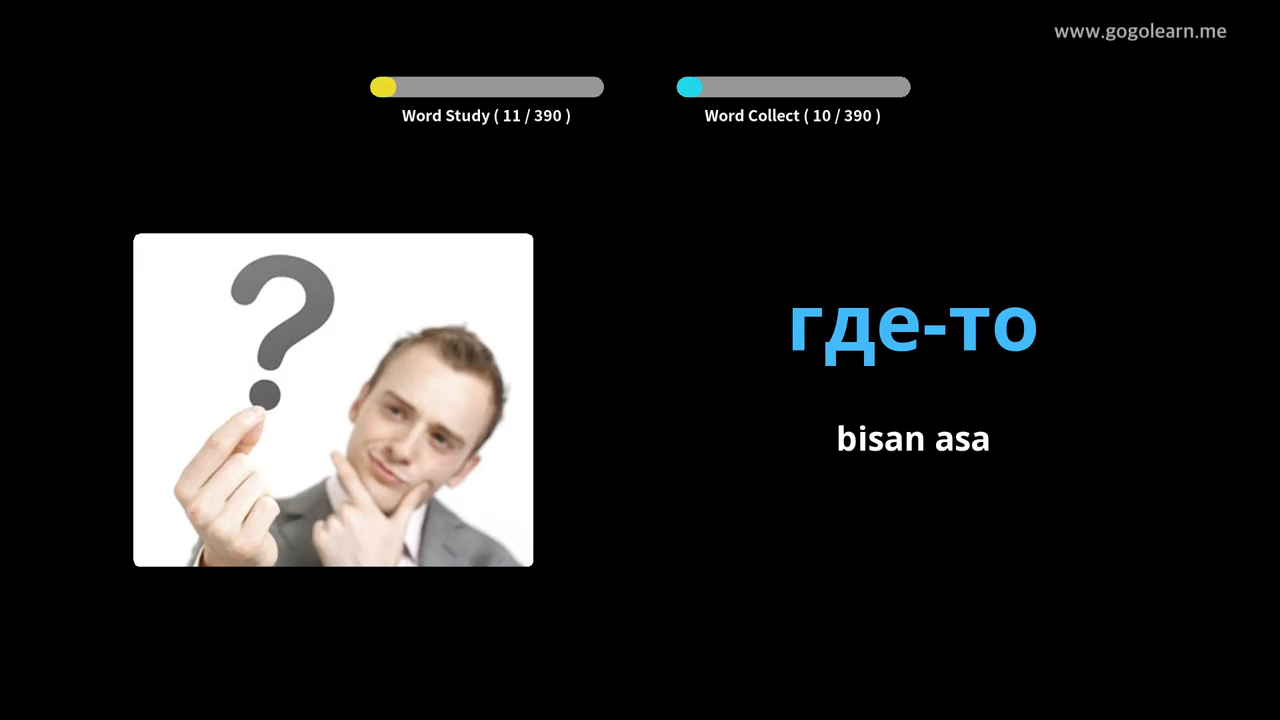 www.gogolearn.me
Word Study ( 11 / 390 )
Word Collect ( 10 / 390 )
где-то
bisan asa